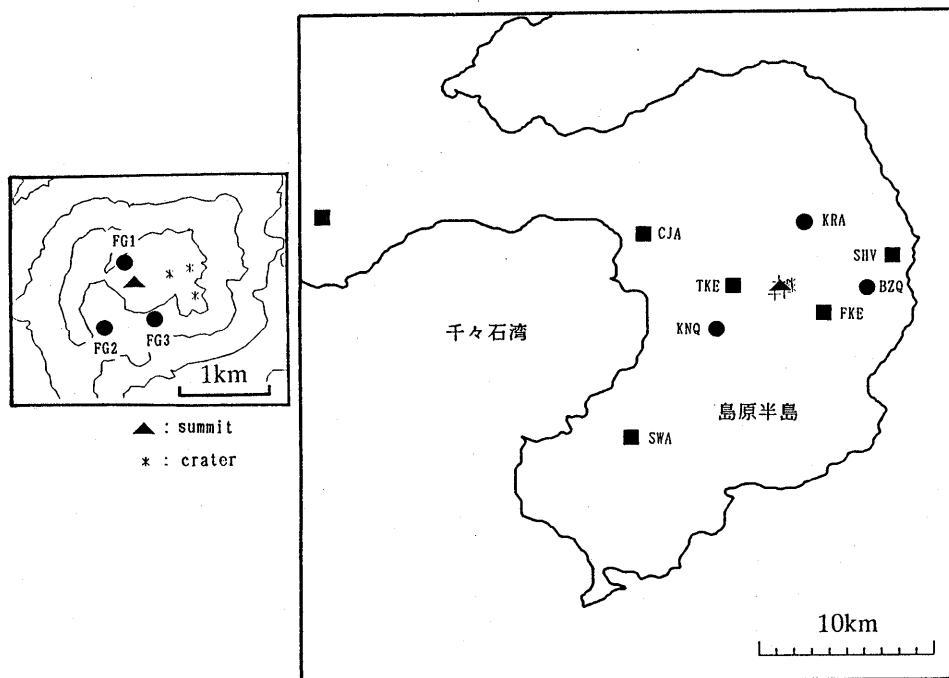 FG1
FG2
FG3
1km
▲ : summit
* : crater
KRA
CJA
SHV
TKE
BZQ
FKE
KNQ
千々石湾
島原半島
SWA
10km